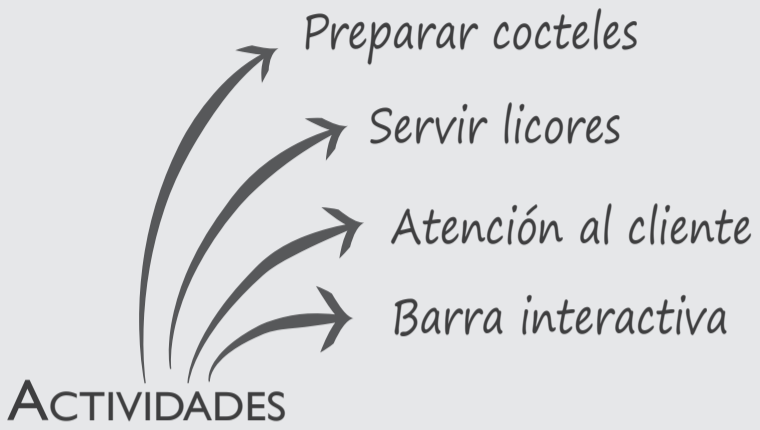 Preparar cocteles
Servir licores
Atención al cliente
Barra interactiva
ACTIVIDADES